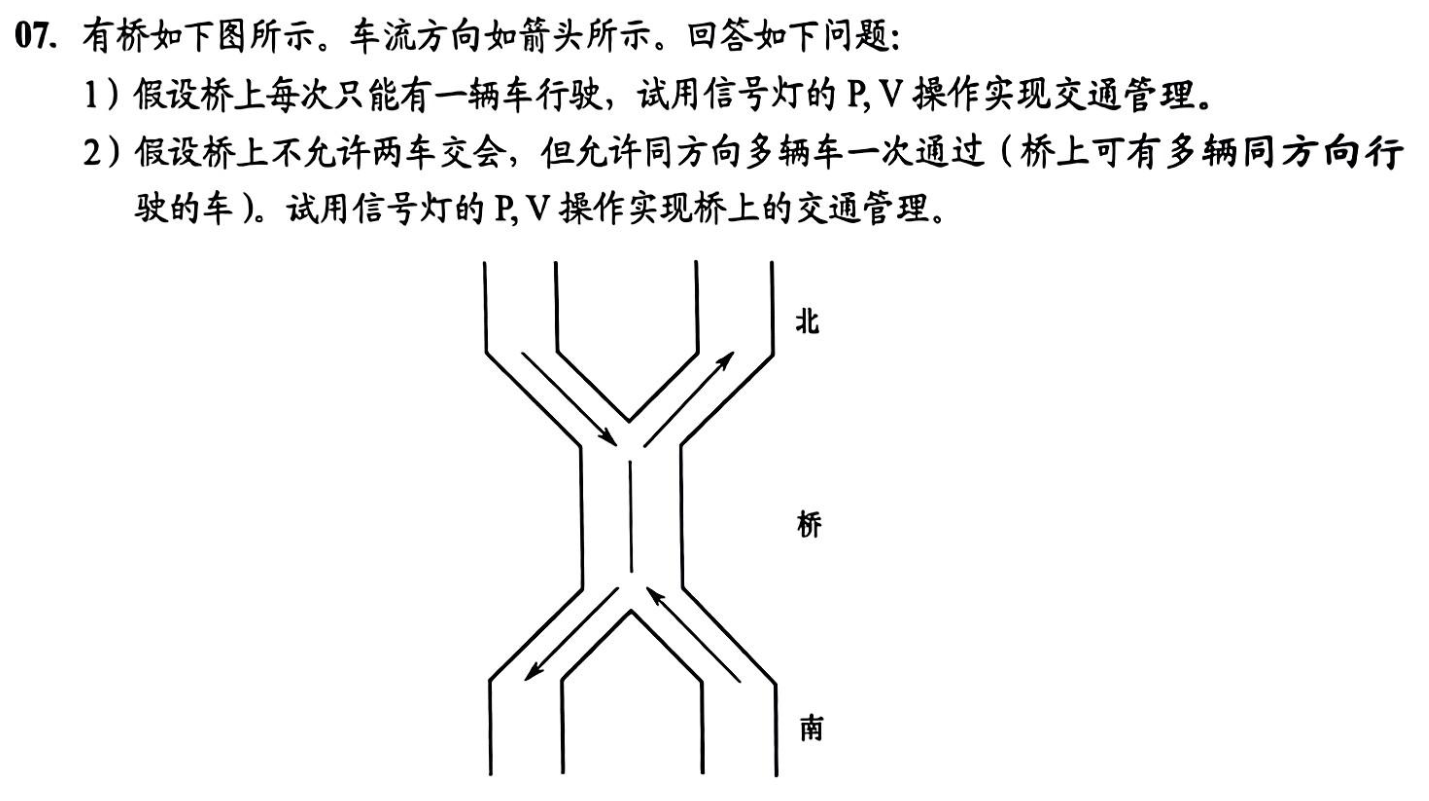 07. 有桥如下图所示。车流方向如箭头所示。回答如下问题:
1) 假设桥上每次只能有一辆车行驶，试用信号灯的 P, V 操作实现交通管理。
2) 假设桥上不允许两车交会，但允许同方向多辆车一次通过（桥上可有多辆同方向行
驶的车）。试用信号灯的 P, V 操作实现桥上的交通管理。
北
桥
南